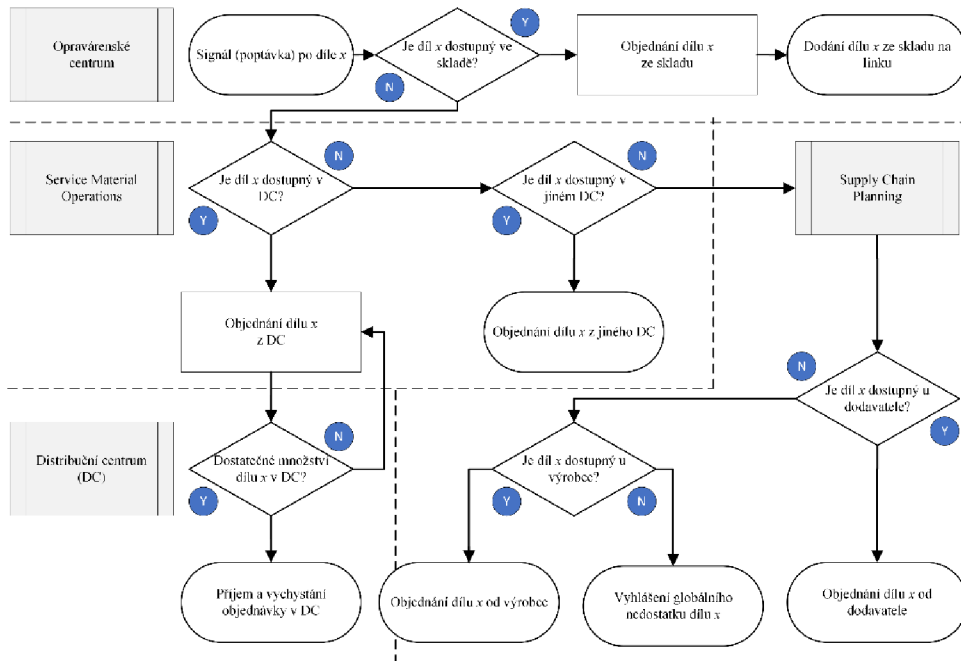 Opravárenské
centrum
Signál (poptávka) po díle x
Je díl x dostupný ve
skladě?
Y
N
Objednání dílu x
ze skladu
Dodání dílu x ze skladu na
linku
Service Material
Operations
Je díl x dostupný v
DC?
N
Y
Je díl x dostupný v
jiném DC?
N
Y
Supply Chain
Planning
Objednání dílu x
z DC
Objednání dílu x z jiného DC
Je díl x dostupný u
dodavatele?
N
Y
Distribuční centrum
(DC)
Dostatečné množství
dílu x v DC?
N
Y
Je díl x dostupný u
výrobce?
Y
N
Příjem a vychystání
objednávky v DC
Objednání dílu x od výrobce
Vyhlášení globálního
nedostatku dílu x
Objednání dílu x od
dodavatele